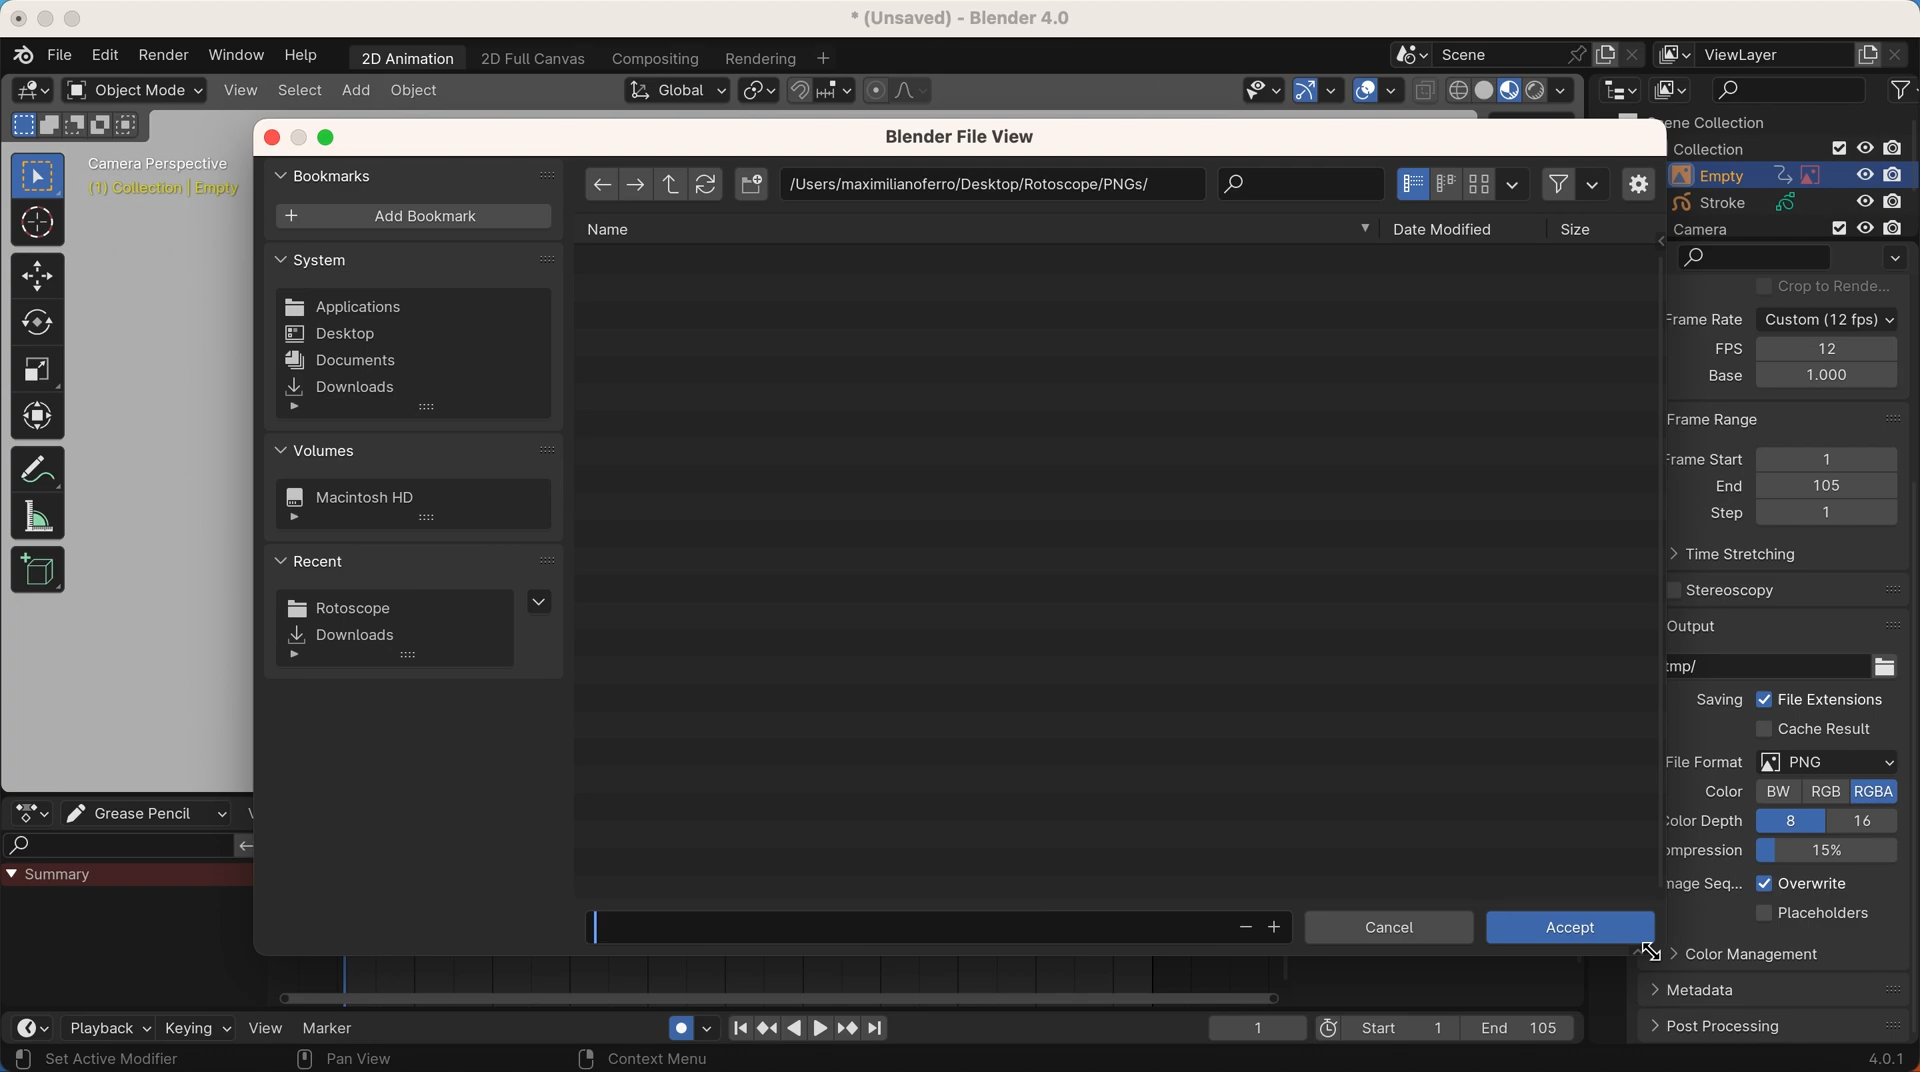 * (Unsaved) - Blender 4.0
File Edit Render Window Help 2D Animation 2D Full Canvas Compositing Rendering + Scene ViewLayer
Object Mode View Select Add Object Global
Camera Perspective
(1) Collection | Empty
Blender File View
Bookmarks
+ Add Bookmark
System
Applications
Desktop
Documents
Downloads
Volumes
Macintosh HD
Recent
Rotoscope
Downloads
/Users/maximilianoferro/Desktop/Rotoscope/PNGs/
Name Date Modified Size
Cancel Accept
ene Collection
Collection
Empty
Stroke
Camera
Crop to Rende...
Frame Rate Custom (12 fps)
FPS 12
Base 1.000
Frame Range
Frame Start 1
End 105
Step 1
Time Stretching
Stereoscopy
Output
tmp/
Saving File Extensions
Cache Result
File Format PNG
Color BW RGB RGBA
Color Depth 8 16
ompression 15%
mage Seq... Overwrite
Placeholders
Color Management
Metadata
Post Processing
Grease Pencil
Summary
Playback Keying View Marker 1 Start 1 End 105
Set Active Modifier Pan View Context Menu 4.0.1